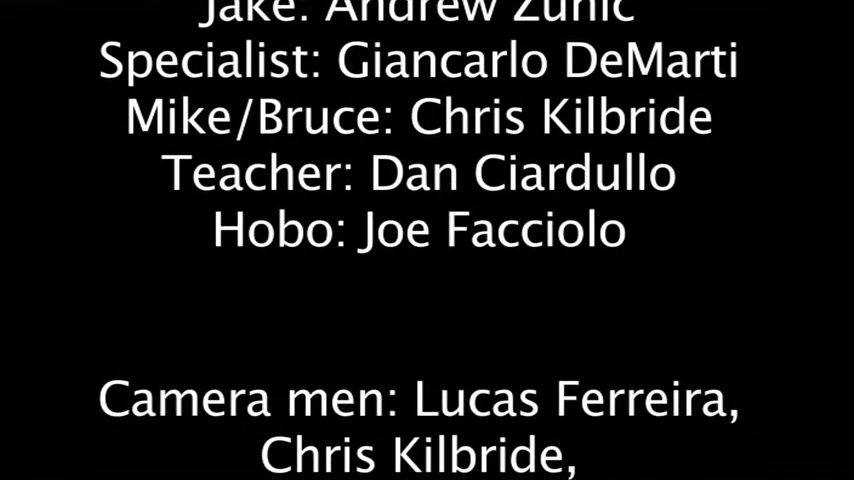 Jake: Andrew Zunic
Specialist: Giancarlo DeMarti
Mike/Bruce: Chris Kilbride
Teacher: Dan Ciardullo
Hobo: Joe Facciolo
Camera men: Lucas Ferreira,
Chris Kilbride,